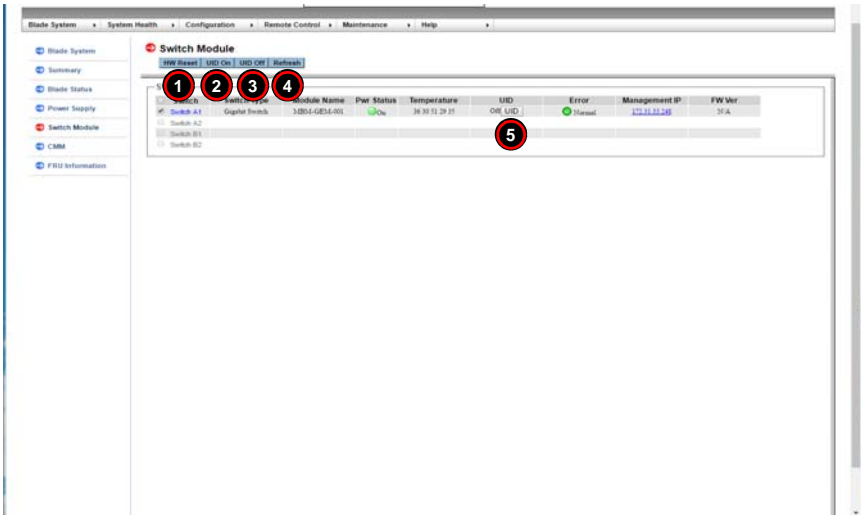 Blade System System Health Configuration Remote Control Maintenance Help
Blade System
Summary
Blade Status
Power Supply
Switch Module
CMM
FRU Information
Switch Module
HW Reset UID On UID Off Refresh
1 2 3 4
Switch Switch Type Module Name Pwr Status Temperature UID Error Management IP FW Ver
Switch A1 Gigabit Switch MBM-GEM-001 On Off UID Normal N/A
5
Switch A2
Switch B1
Switch B2